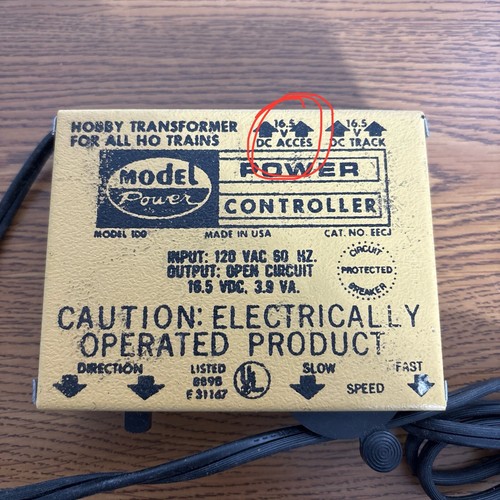 HOBBY TRANSFORMER
FOR ALL HO TRAINS
16.5
V
DC ACCES
16.5
V
DC TRACK
MODEL
Power
POWER
CONTROLLER
MODEL 100
MADE IN USA
CAT. NO. EECJ
INPUT: 120 VAC 60 HZ.
OUTPUT: OPEN CIRCUIT
16.5 VDC, 3.9 VA.
CIRCUIT
PROTECTED
BREAKER
CAUTION: ELECTRICALLY
OPERATED PRODUCT
DIRECTION
LISTED
889B
E31147
UL
SLOW
SPEED
FAST